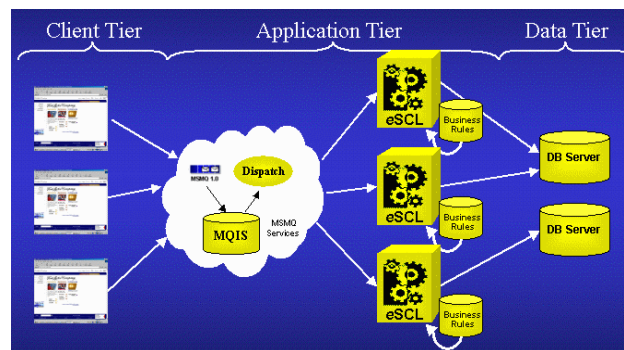 Client Tier
Application Tier
Data Tier
eSCL
Business
Rules
MSMQ 1.0
Dispatch
MQIS
MSMQ
Services
eSCL
Business
Rules
DB Server
DB Server
eSCL
Business
Rules